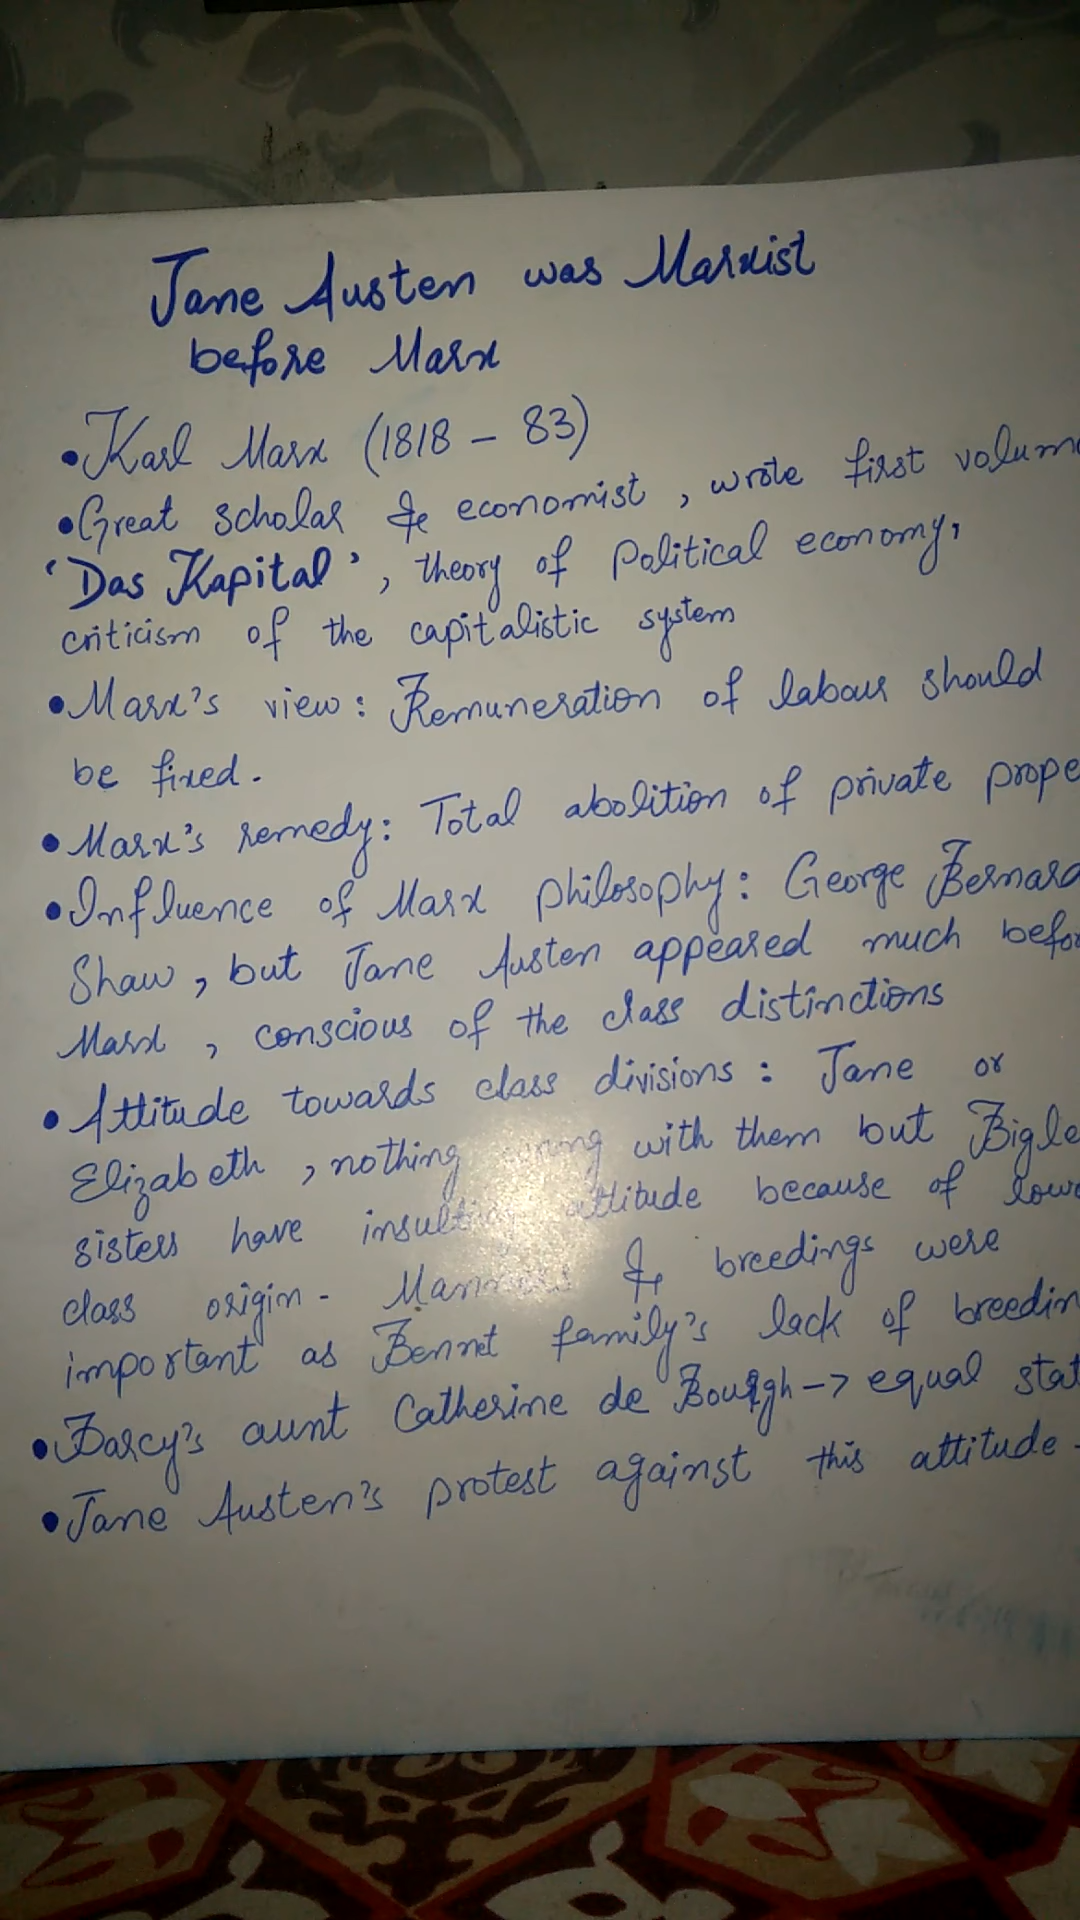 Jane Austen was Marxist
before Marx
• Karl Marx (1818 - 83)
• Great scholar & economist, wrote first volum
'Das Kapital', theory of Political economy,
criticism of the capitalistic system
• Marx's view: Remuneration of labour should
be fixed.
• Marx's remedy: Total abolition of private prope
• Influence of Marx philosophy: George Bernard
Shaw, but Jane Austen appeared much befor
Marx, conscious of the class distinctions
• Attitude towards class divisions: Jane or
Elizabeth, nothing wrong with them but Bigle
sisters have insulting attitude because of lowe
class origin. Manners & breedings were
important as Bennet family's lack of breedin
• Darcy's aunt Catherine de Bourgh -> equal stat
• Jane Austen's protest against this attitude.